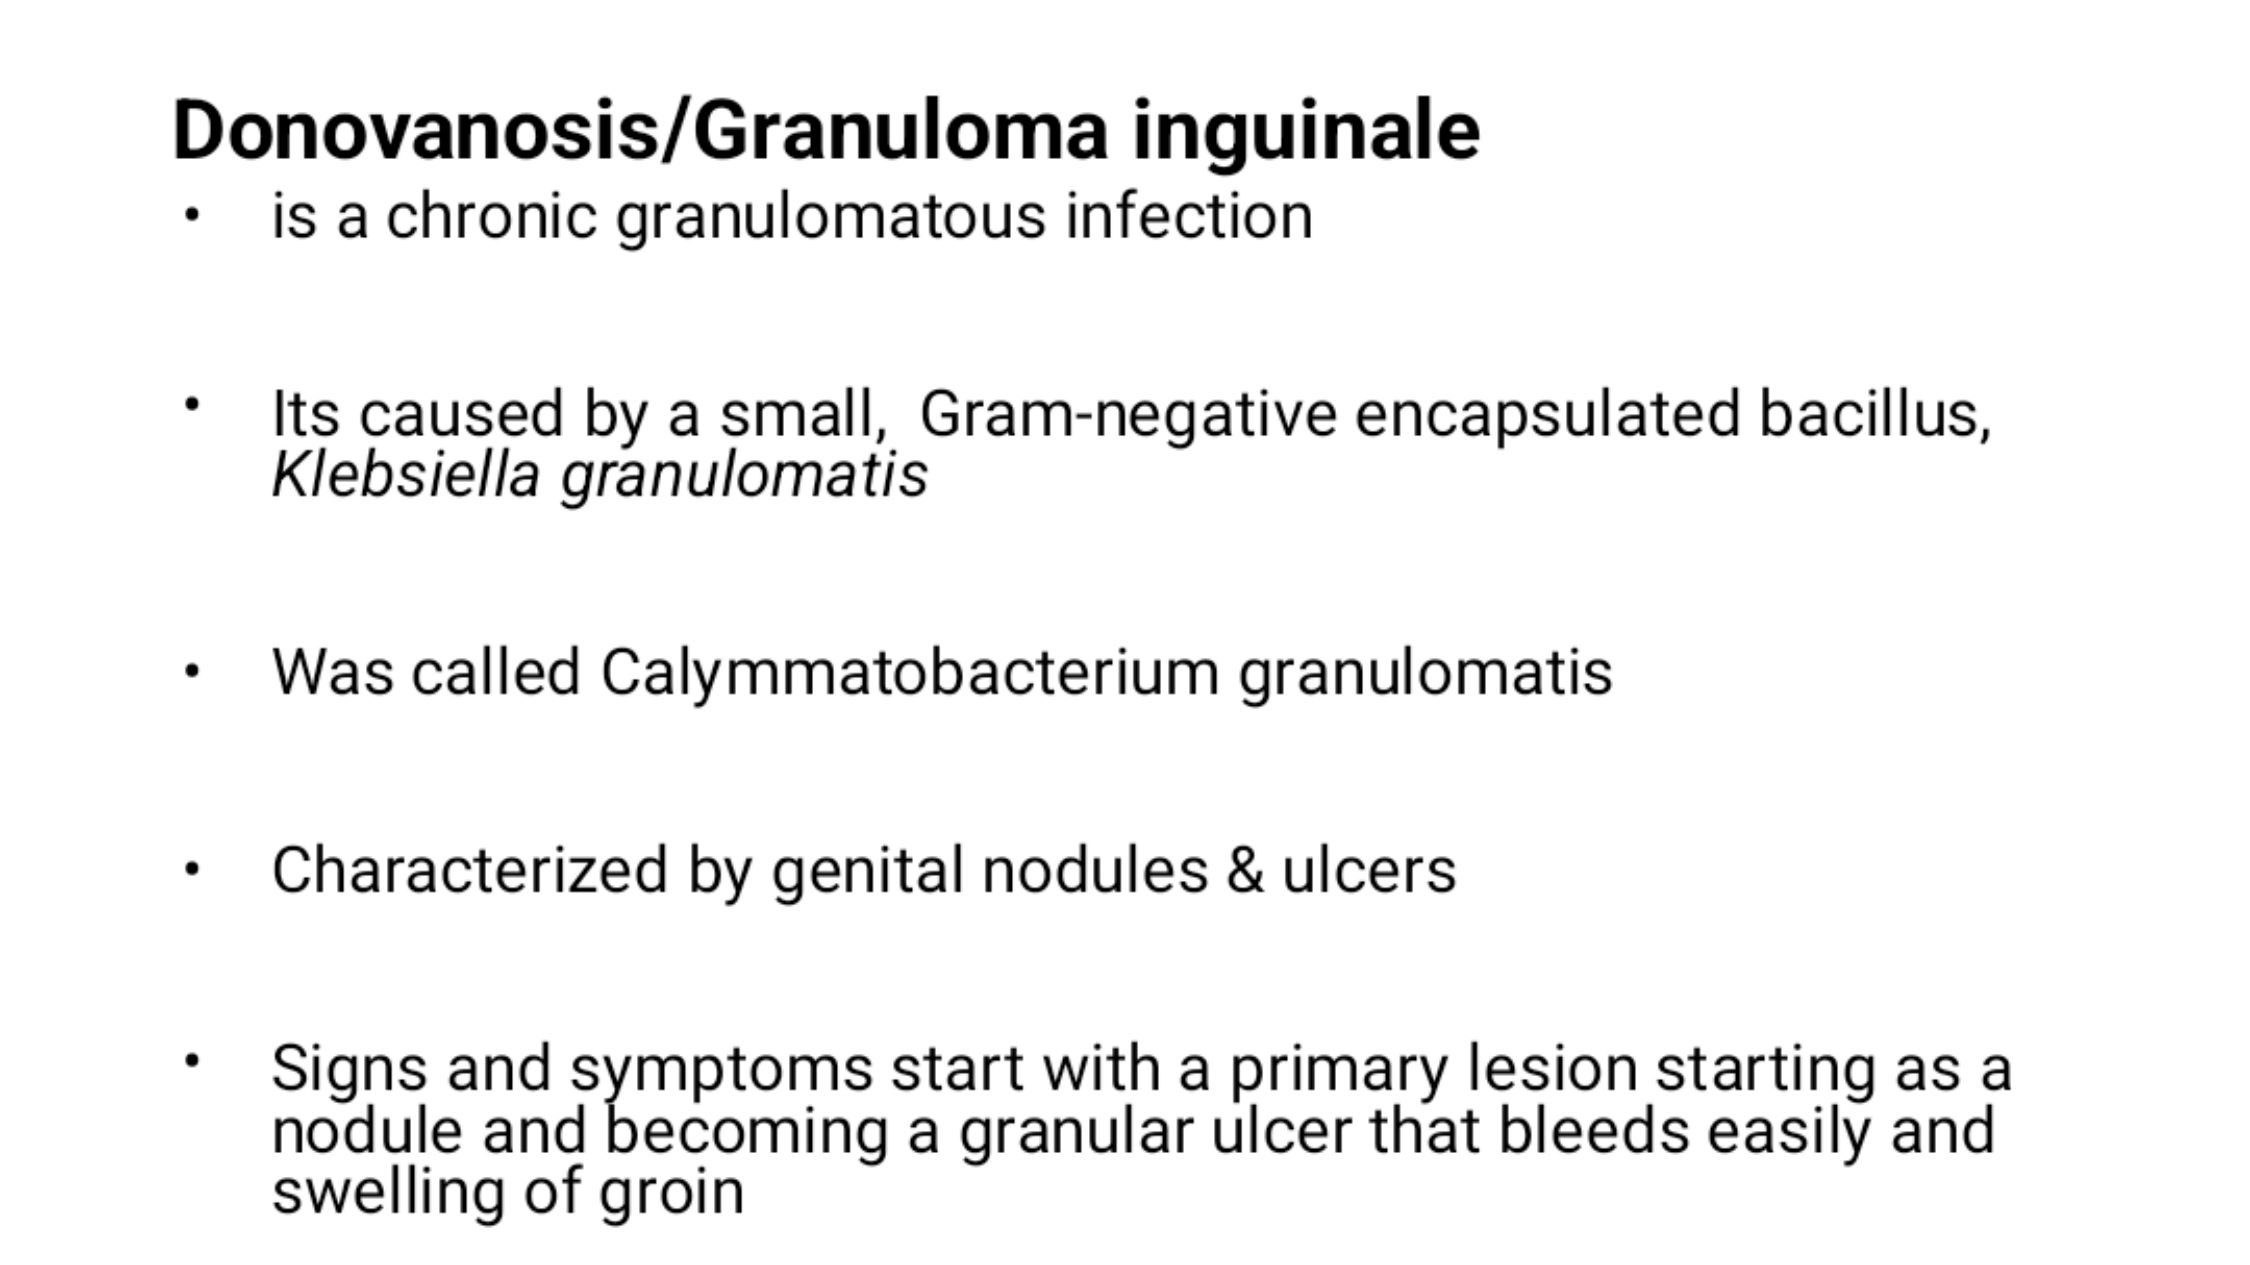 Donovanosis/Granuloma inguinale
• is a chronic granulomatous infection
• Its caused by a small,  Gram-negative encapsulated bacillus,
Klebsiella granulomatis
• Was called Calymmatobacterium granulomatis
• Characterized by genital nodules & ulcers
• Signs and symptoms start with a primary lesion starting as a
nodule and becoming a granular ulcer that bleeds easily and
swelling of groin